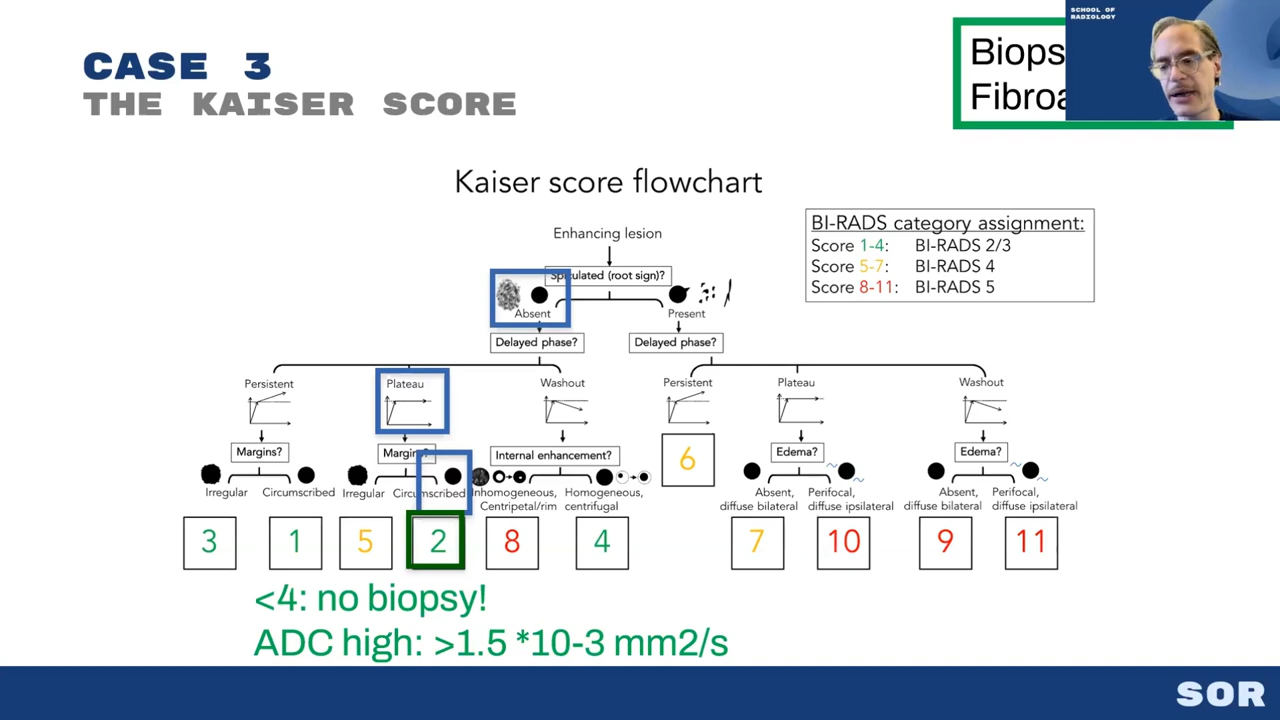 SCHOOL OF
RADIOLOGY
CASE 3
THE KAISER SCORE
Kaiser score flowchart
Enhancing lesion
BI-RADS category assignment:
Score 1-4: BI-RADS 2/3
Score 5-7: BI-RADS 4
Score 8-11: BI-RADS 5
Spiculated (root sign)?
Absent
Present
Delayed phase?
Delayed phase?
Persistent
Plateau
Washout
Persistent
Plateau
Washout
Margins?
Margins?
Internal enhancement?
6
Edema?
Edema?
Irregular
Circumscribed
Irregular
Circumscribed
Inhomogeneous,
Centripetal/rim
Homogeneous,
centrifugal
Absent,
diffuse bilateral
Perifocal,
diffuse ipsilateral
Absent,
diffuse bilateral
Perifocal,
diffuse ipsilateral
3 1 5 2 8 4 7 10 9 11
<4: no biopsy!
ADC high: >1.5 *10-3 mm2/s
SOR